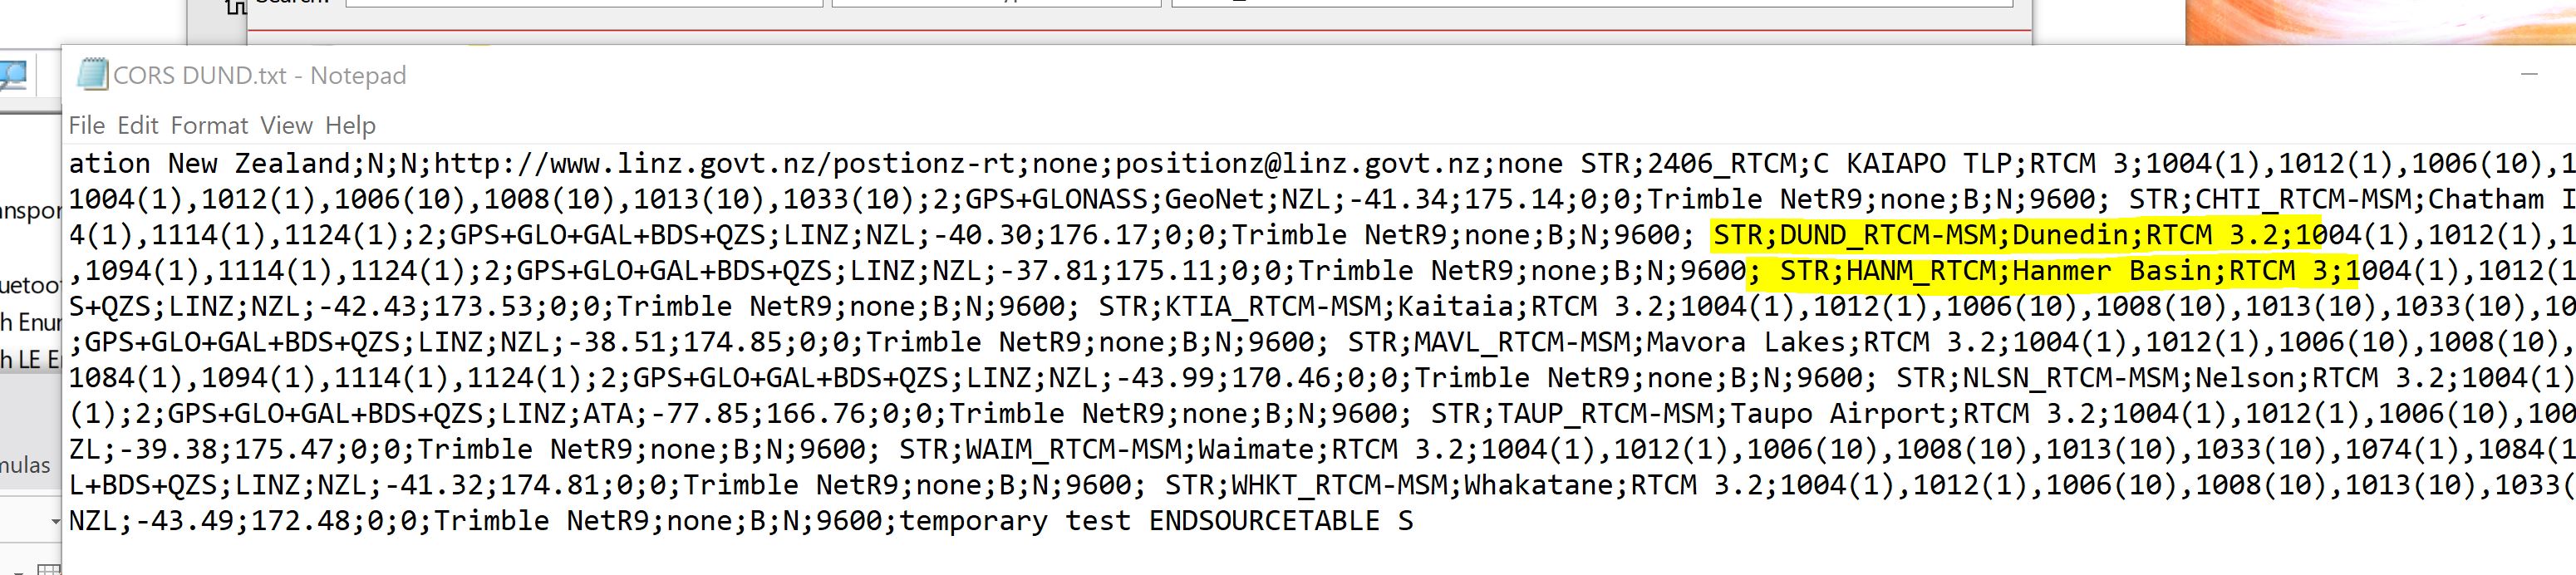 CORS DUND.txt - Notepad
File Edit Format View Help
ation New Zealand;N;N;http://www.linz.govt.nz/postionz-rt;none;positionz@linz.govt.nz;none STR;2406_RTCM;C KAIAPO TLP;RTCM 3;1004(1),1012(1),1006(10),1
1004(1),1012(1),1006(10),1008(10),1013(10),1033(10);2;GPS+GLONASS;GeoNet;NZL;-41.34;175.14;0;0;Trimble NetR9;none;B;N;9600; STR;CHTI_RTCM-MSM;Chatham I
4(1),1114(1),1124(1);2;GPS+GLO+GAL+BDS+QZS;LINZ;NZL;-40.30;176.17;0;0;Trimble NetR9;none;B;N;9600; STR;DUND_RTCM-MSM;Dunedin;RTCM 3.2;1004(1),1012(1),1
,1094(1),1114(1),1124(1);2;GPS+GLO+GAL+BDS+QZS;LINZ;NZL;-37.81;175.11;0;0;Trimble NetR9;none;B;N;9600; STR;HANM_RTCM;Hanmer Basin;RTCM 3;1004(1),1012(1
S+QZS;LINZ;NZL;-42.43;173.53;0;0;Trimble NetR9;none;B;N;9600; STR;KTIA_RTCM-MSM;Kaitaia;RTCM 3.2;1004(1),1012(1),1006(10),1008(10),1013(10),1033(10),10
;GPS+GLO+GAL+BDS+QZS;LINZ;NZL;-38.51;174.85;0;0;Trimble NetR9;none;B;N;9600; STR;MAVL_RTCM-MSM;Mavora Lakes;RTCM 3.2;1004(1),1012(1),1006(10),1008(10),
1084(1),1094(1),1114(1),1124(1);2;GPS+GLO+GAL+BDS+QZS;LINZ;NZL;-43.99;170.46;0;0;Trimble NetR9;none;B;N;9600; STR;NLSN_RTCM-MSM;Nelson;RTCM 3.2;1004(1)
(1);2;GPS+GLO+GAL+BDS+QZS;LINZ;ATA;-77.85;166.76;0;0;Trimble NetR9;none;B;N;9600; STR;TAUP_RTCM-MSM;Taupo Airport;RTCM 3.2;1004(1),1012(1),1006(10),100
ZL;-39.38;175.47;0;0;Trimble NetR9;none;B;N;9600; STR;WAIM_RTCM-MSM;Waimate;RTCM 3.2;1004(1),1012(1),1006(10),1008(10),1013(10),1033(10),1074(1),1084(1
L+BDS+QZS;LINZ;NZL;-41.32;174.81;0;0;Trimble NetR9;none;B;N;9600; STR;WHKT_RTCM-MSM;Whakatane;RTCM 3.2;1004(1),1012(1),1006(10),1008(10),1013(10),1033(
NZL;-43.49;172.48;0;0;Trimble NetR9;none;B;N;9600;temporary test ENDSOURCETABLE S